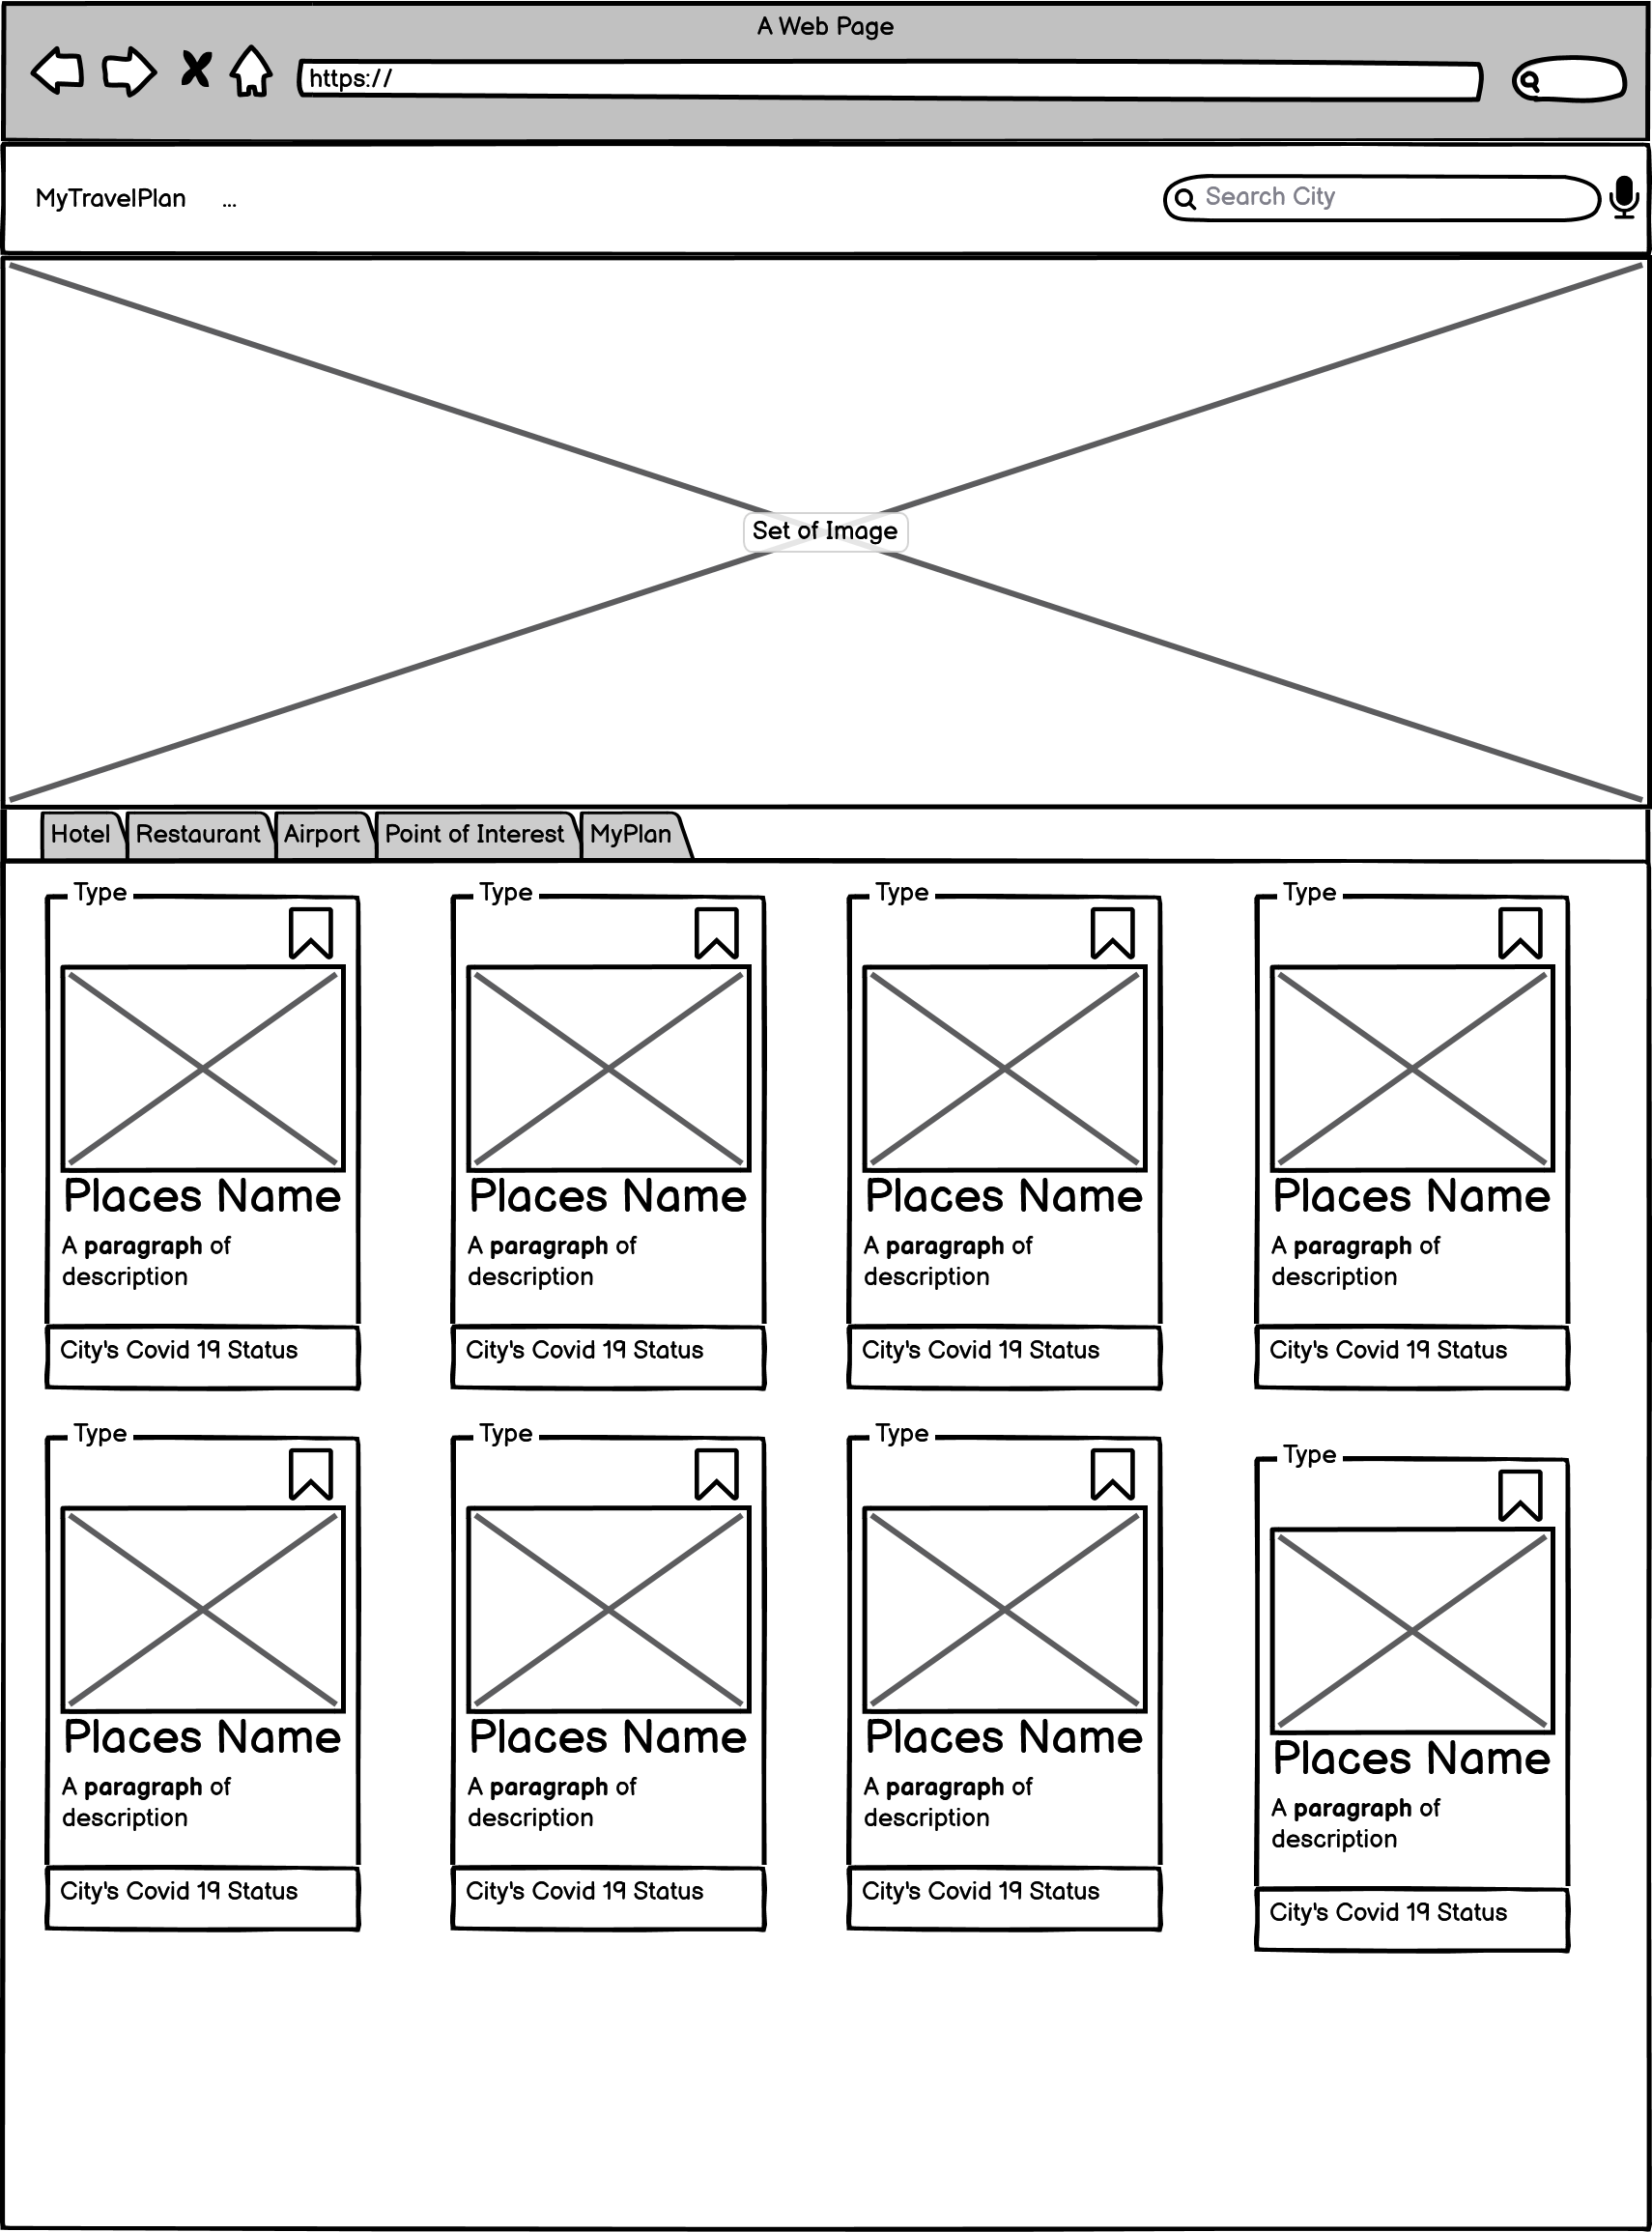 A Web Page
https://
MyTravelPlan ...
Search City
Set of Image
Hotel Restaurant Airport Point of Interest MyPlan
Type Type Type Type
Places Name Places Name Places Name Places Name
A paragraph of A paragraph of A paragraph of A paragraph of
description description description description
City's Covid 19 Status City's Covid 19 Status City's Covid 19 Status City's Covid 19 Status
Type Type Type Type
Places Name Places Name Places Name Places Name
A paragraph of A paragraph of A paragraph of A paragraph of
description description description description
City's Covid 19 Status City's Covid 19 Status City's Covid 19 Status City's Covid 19 Status